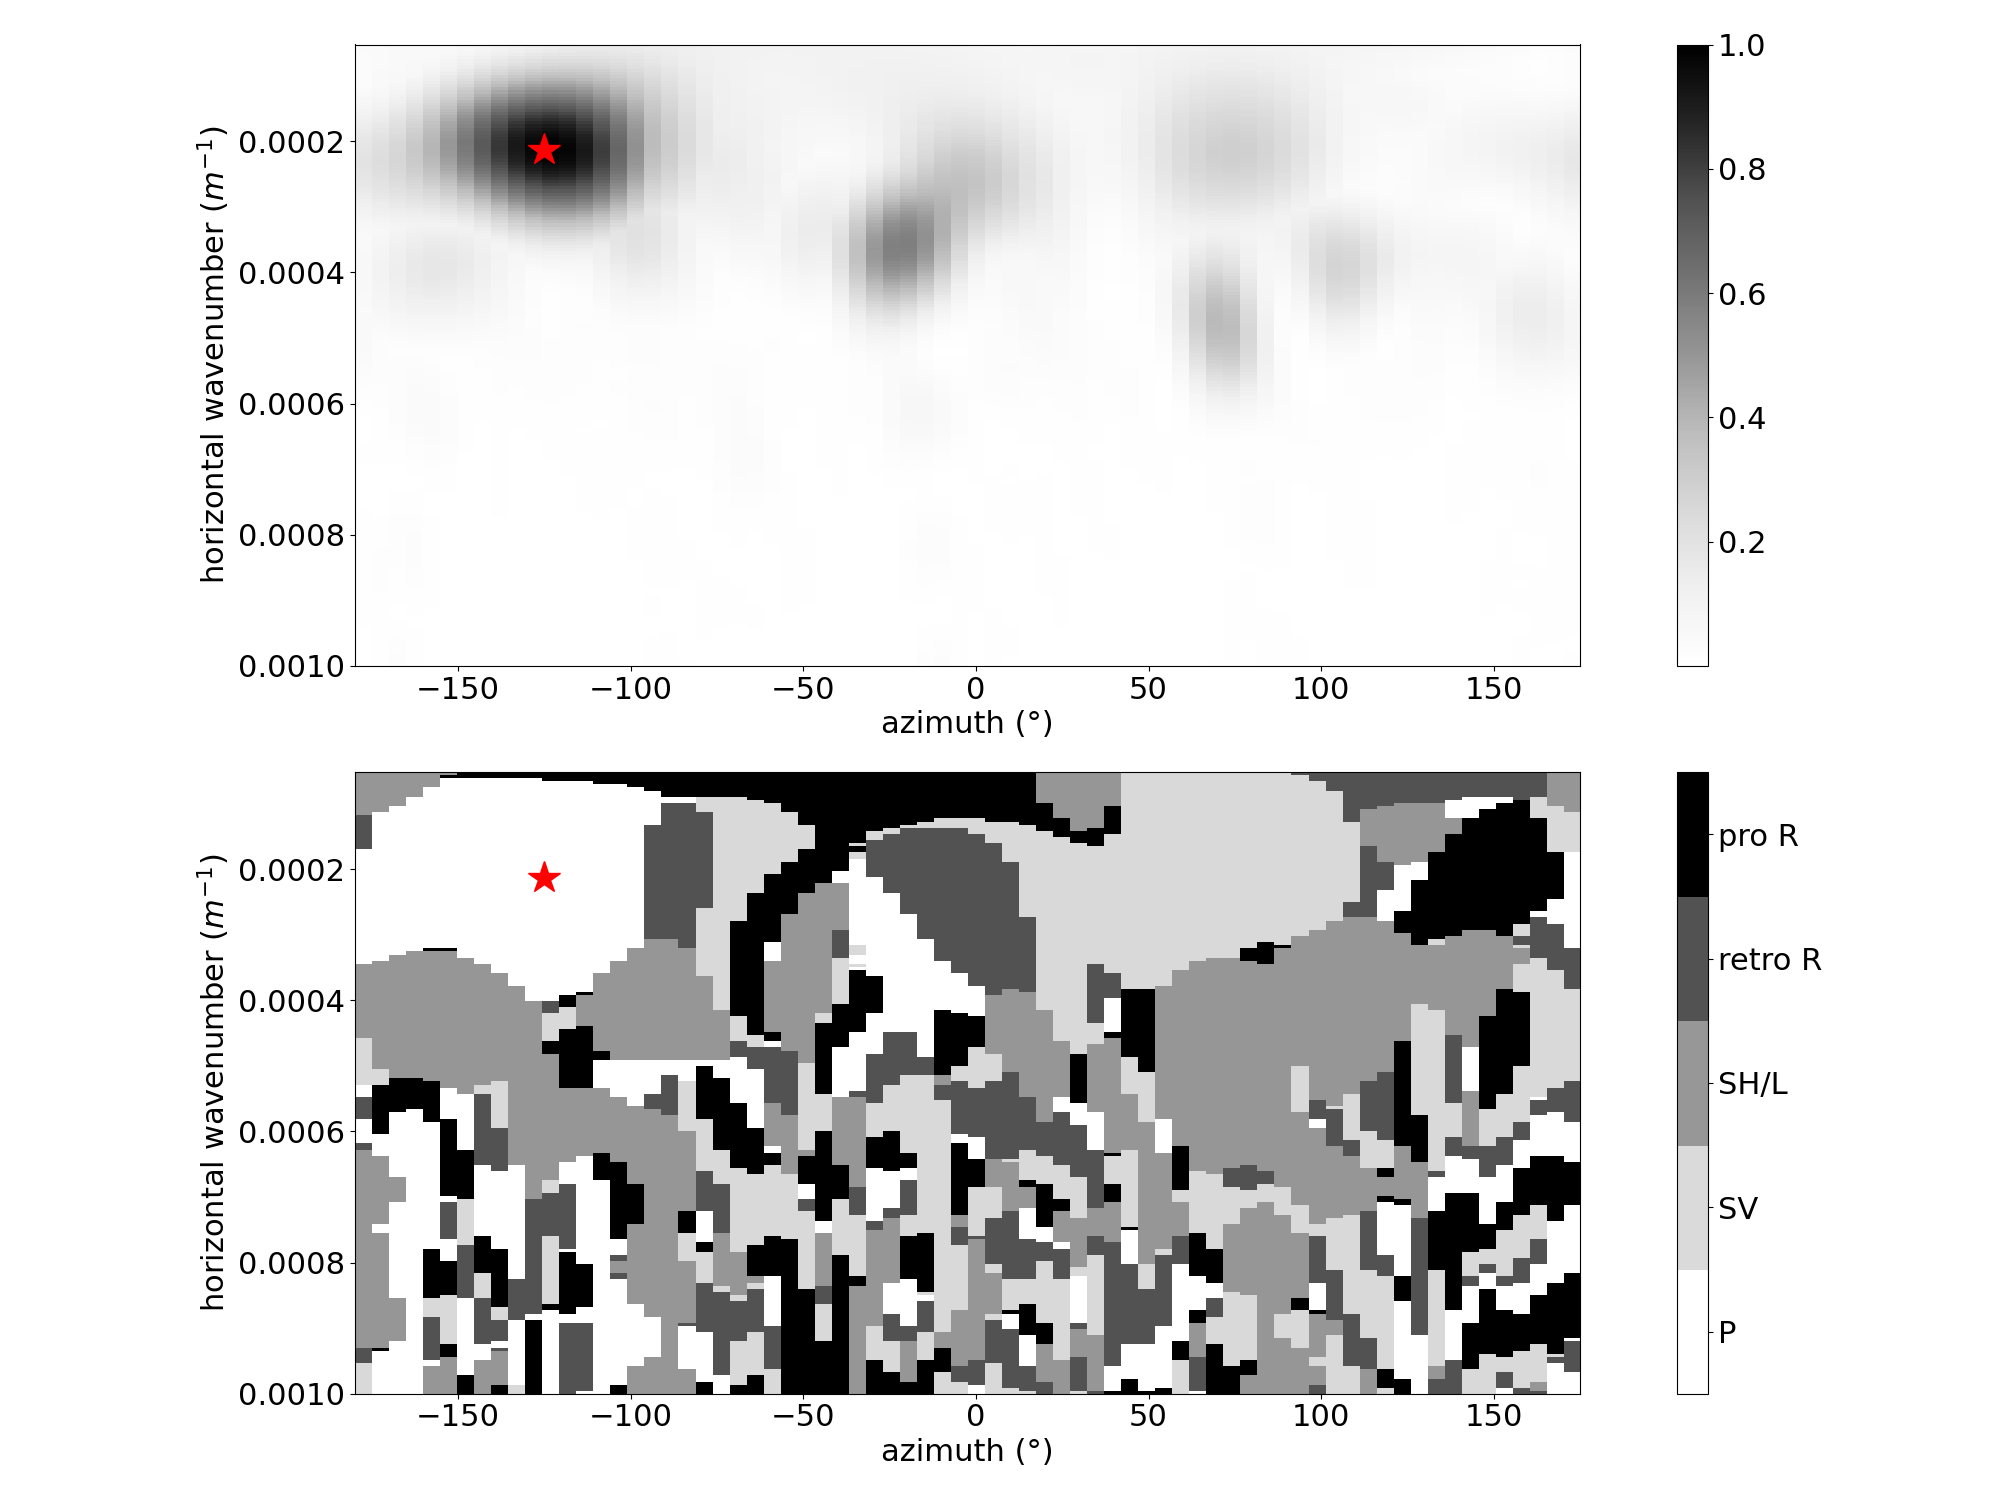 horizontal wavenumber (m⁻¹)
0.0002
0.0004
0.0006
0.0008
0.0010
−150 −100 −50 0 50 100 150
azimuth (°)
1.0
0.8
0.6
0.4
0.2
horizontal wavenumber (m⁻¹)
0.0002
0.0004
0.0006
0.0008
0.0010
−150 −100 −50 0 50 100 150
azimuth (°)
pro R
retro R
SH/L
SV
P